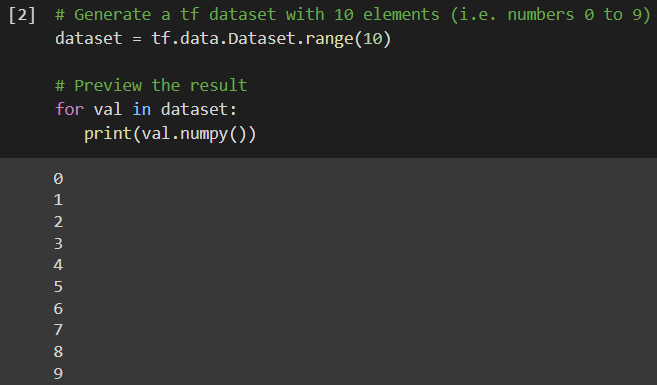 [2] # Generate a tf dataset with 10 elements (i.e. numbers 0 to 9)
dataset = tf.data.Dataset.range(10)
# Preview the result
for val in dataset:
   print(val.numpy())
0
1
2
3
4
5
6
7
8
9